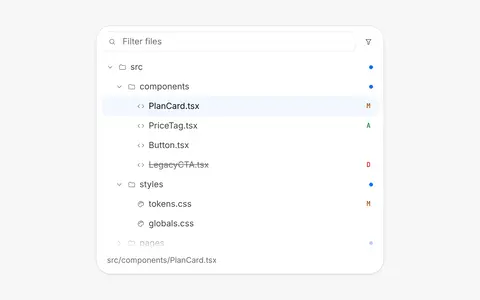 Filter files
src
components
PlanCard.tsx M
PriceTag.tsx A
Button.tsx
LegacyCTA.tsx D
styles
tokens.css M
globals.css
pages
src/components/PlanCard.tsx